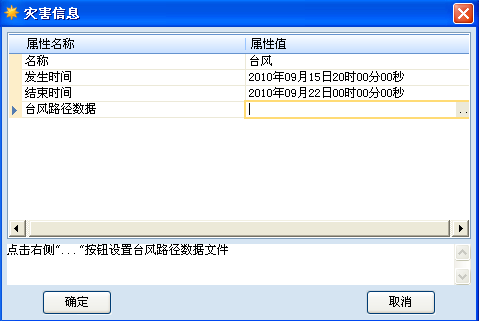 灾害信息
属性名称 属性值
名称 台风
发生时间 2010年09月15日20时00分00秒
结束时间 2010年09月22日00时00分00秒
台风路径数据 ..
点击右侧"..."按钮设置台风路径数据文件
确定 取消